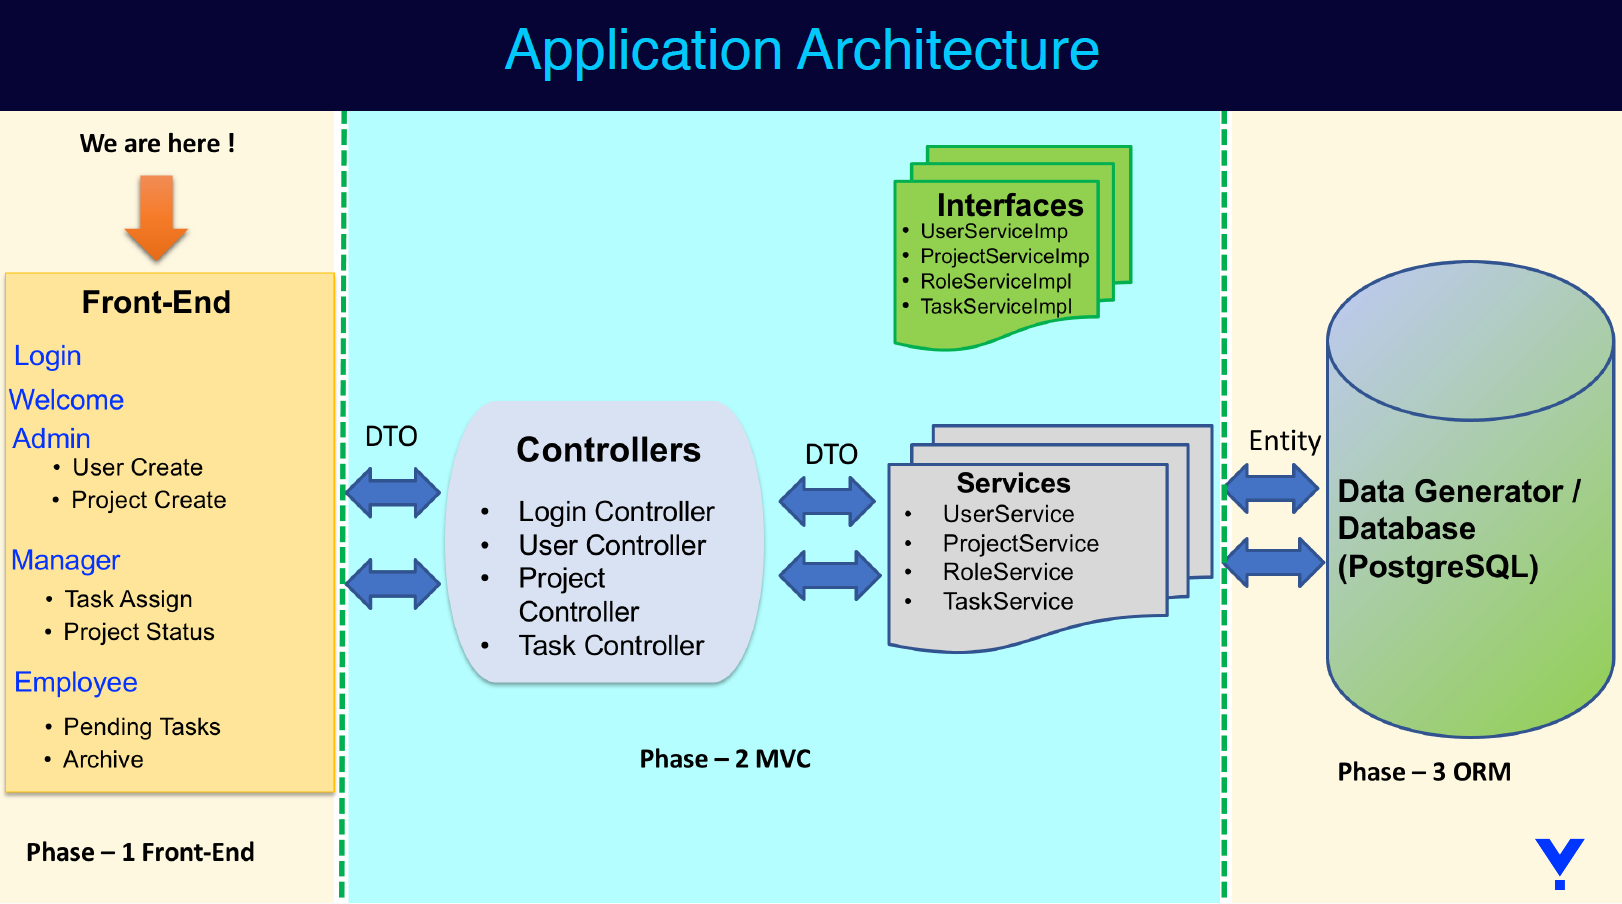 Application Architecture
We are here !
Front-End
Login
Welcome
Admin
• User Create
• Project Create
Manager
• Task Assign
• Project Status
Employee
• Pending Tasks
• Archive
Phase – 1 Front-End
DTO
Controllers
• Login Controller
• User Controller
• Project
Controller
• Task Controller
DTO
Interfaces
• UserServiceImp
• ProjectServiceImp
• RoleServiceImpl
• TaskServiceImpl
Services
• UserService
• ProjectService
• RoleService
• TaskService
Phase – 2 MVC
Entity
Data Generator /
Database
(PostgreSQL)
Phase – 3 ORM